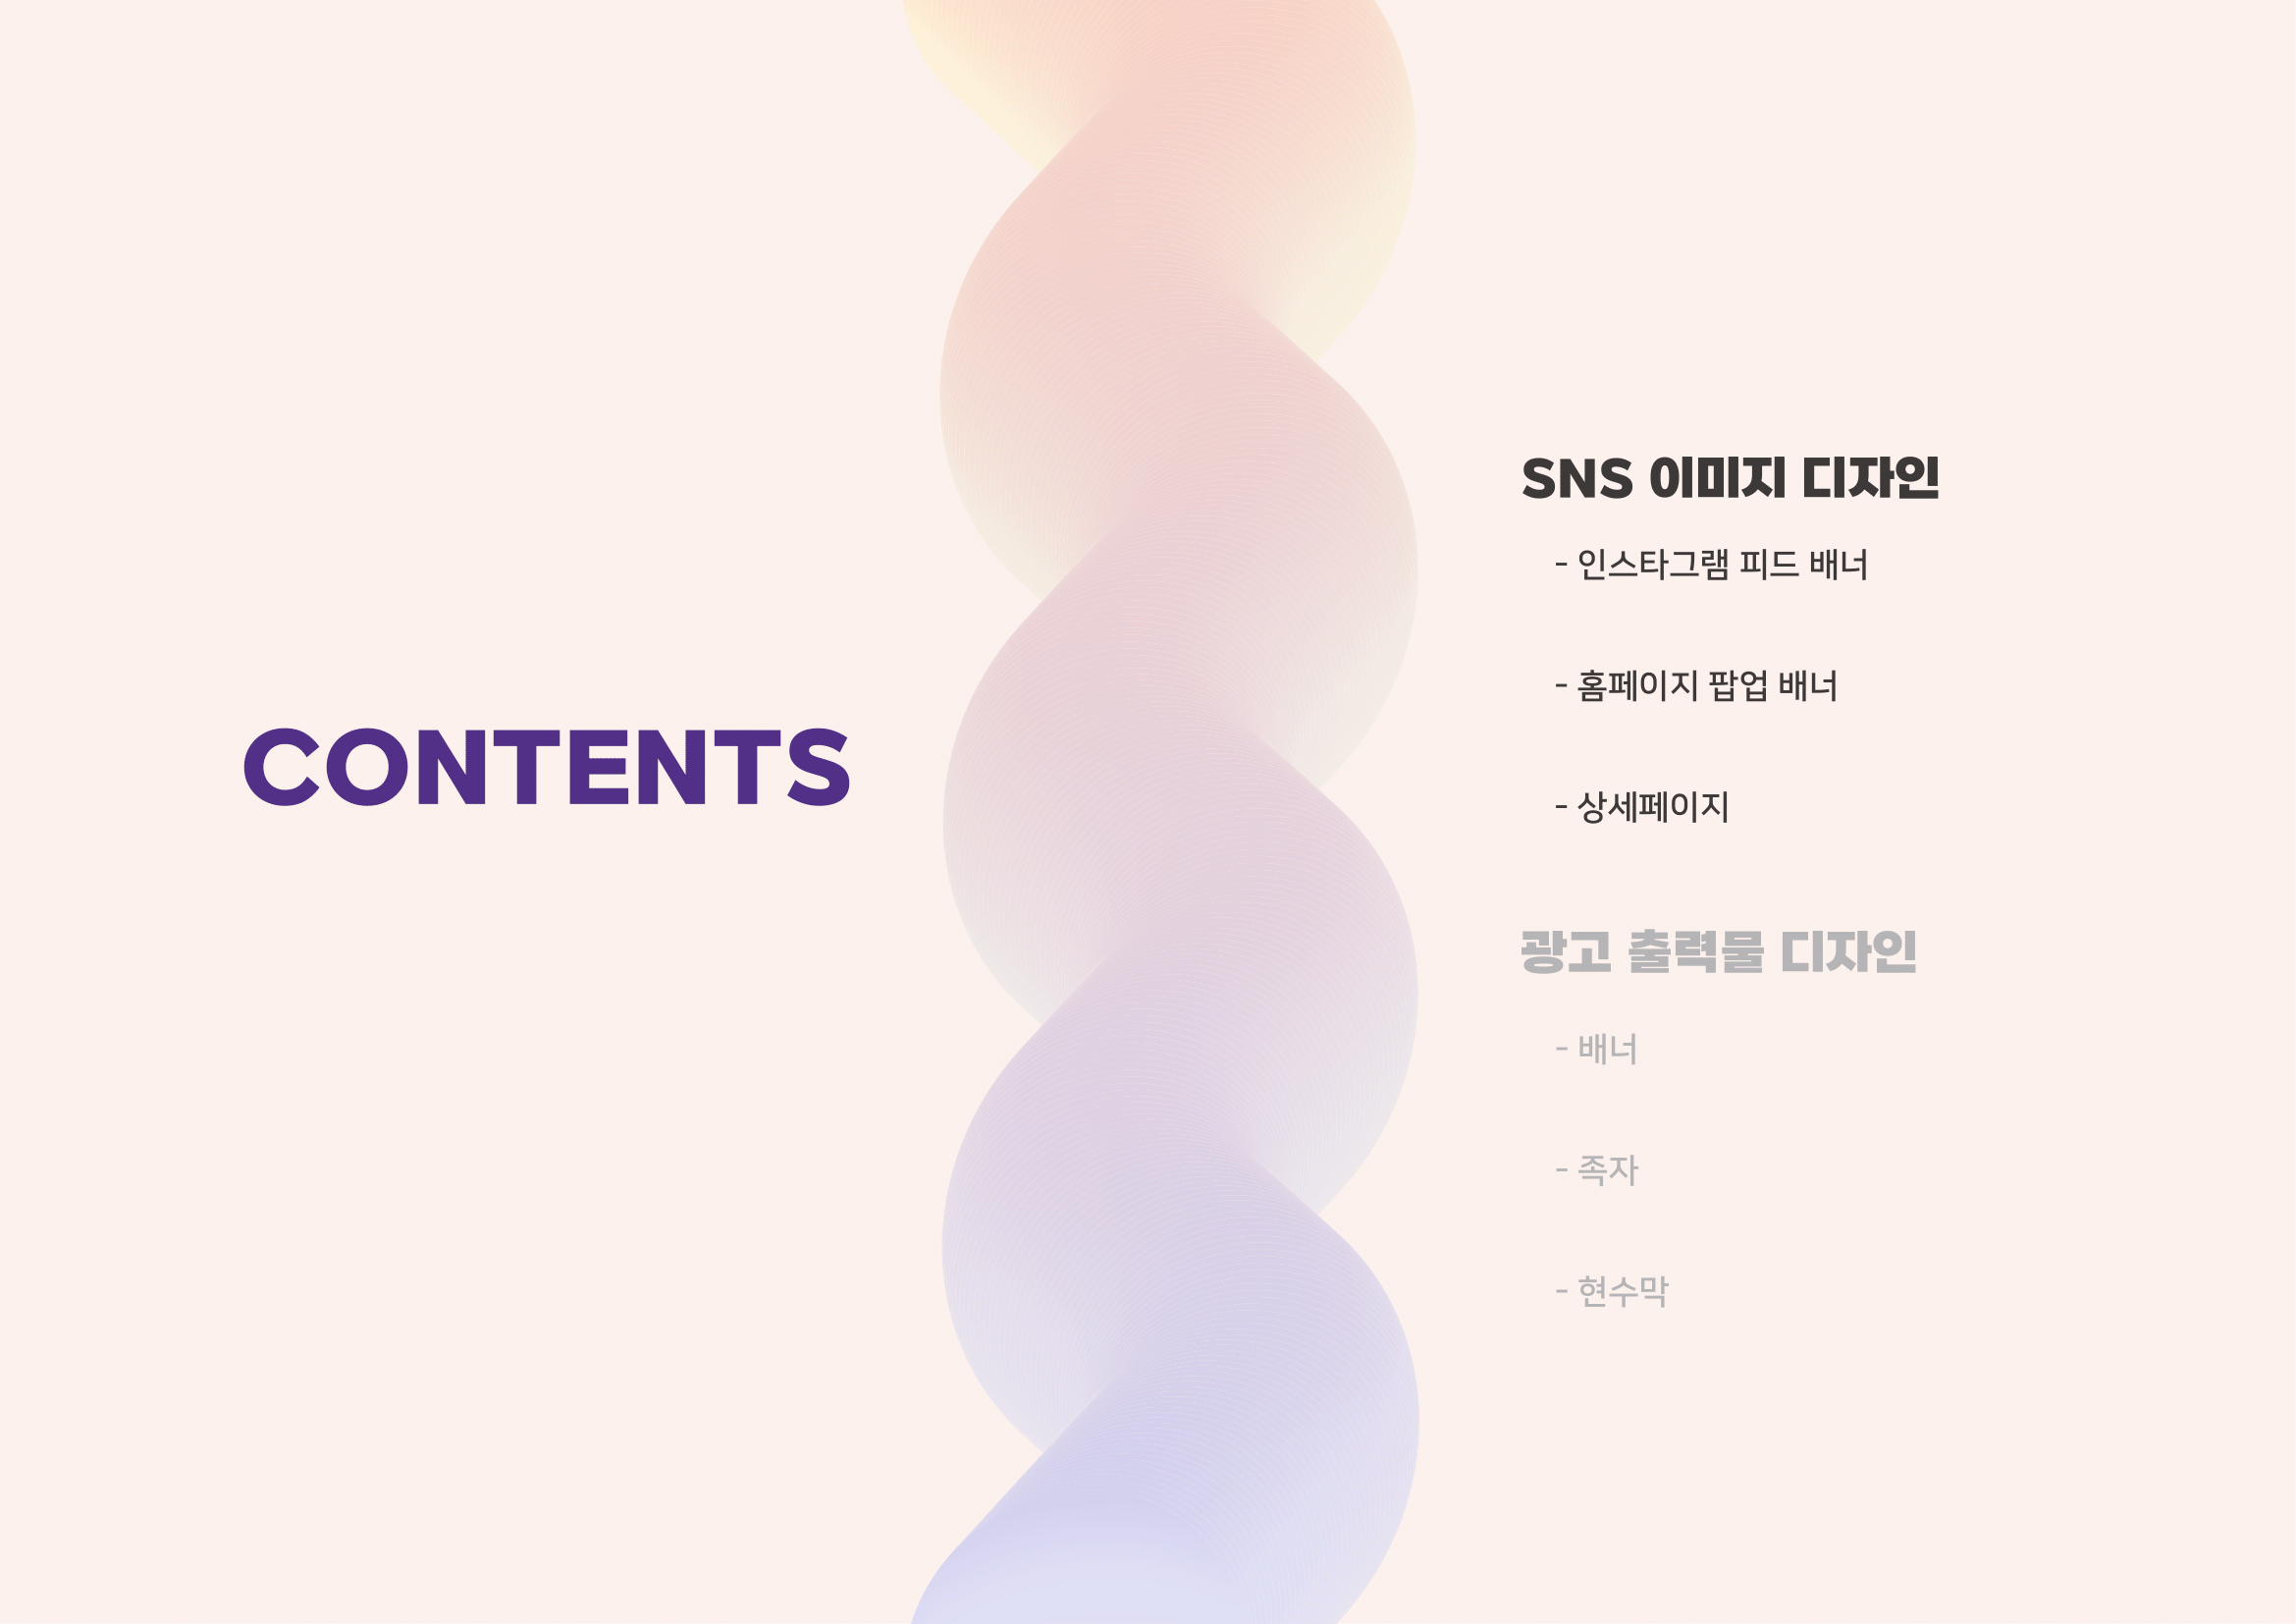 CONTENTS
SNS 이미지 디자인
- 인스타그램 피드 배너
- 홈페이지 팝업 배너
- 상세페이지
광고 출력물 디자인
- 배너
- 족자
- 현수막